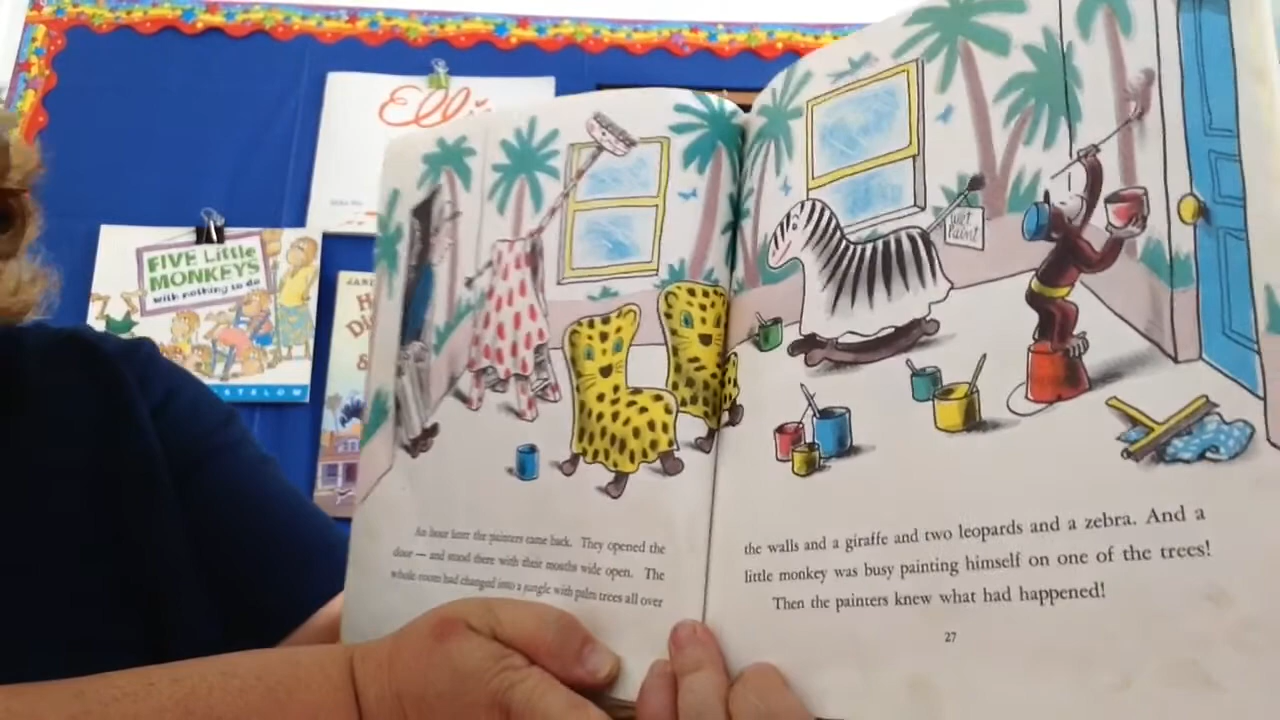 Elli
FIVE Little
MONKEYS
with nothing to do
Wet
Paint
An hour later the painters came back. They opened the
door — and stood there with their mouths wide open. The
whole room had changed into a jungle with palm trees all over
the walls and a giraffe and two leopards and a zebra. And a
little monkey was busy painting himself on one of the trees!
Then the painters knew what had happened!
27